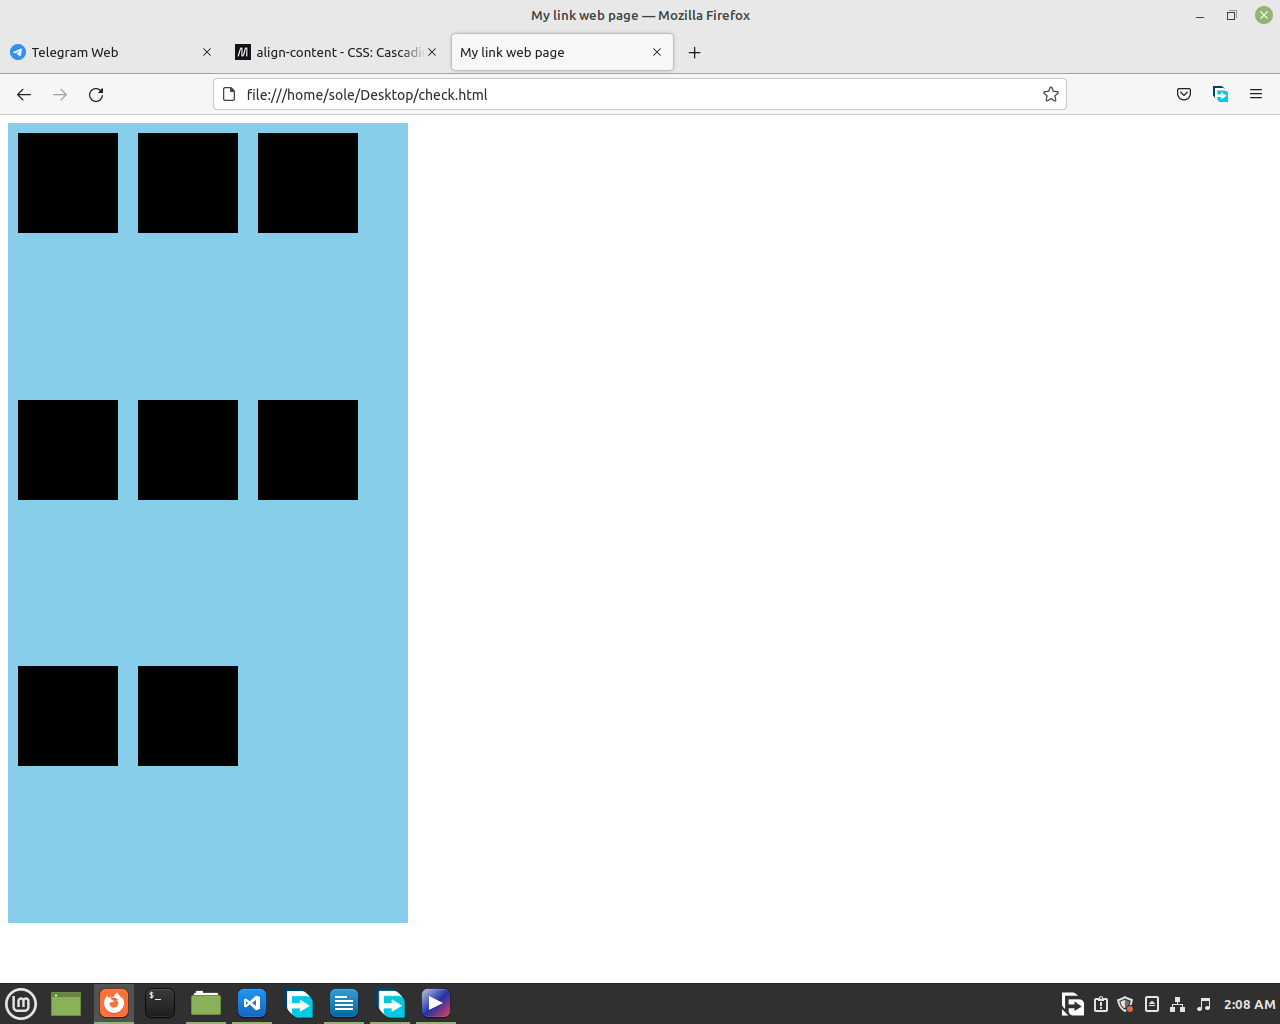 My link web page — Mozilla Firefox
Telegram Web
align-content - CSS: Cascadi
My link web page
file:///home/sole/Desktop/check.html
$_
2:08 AM